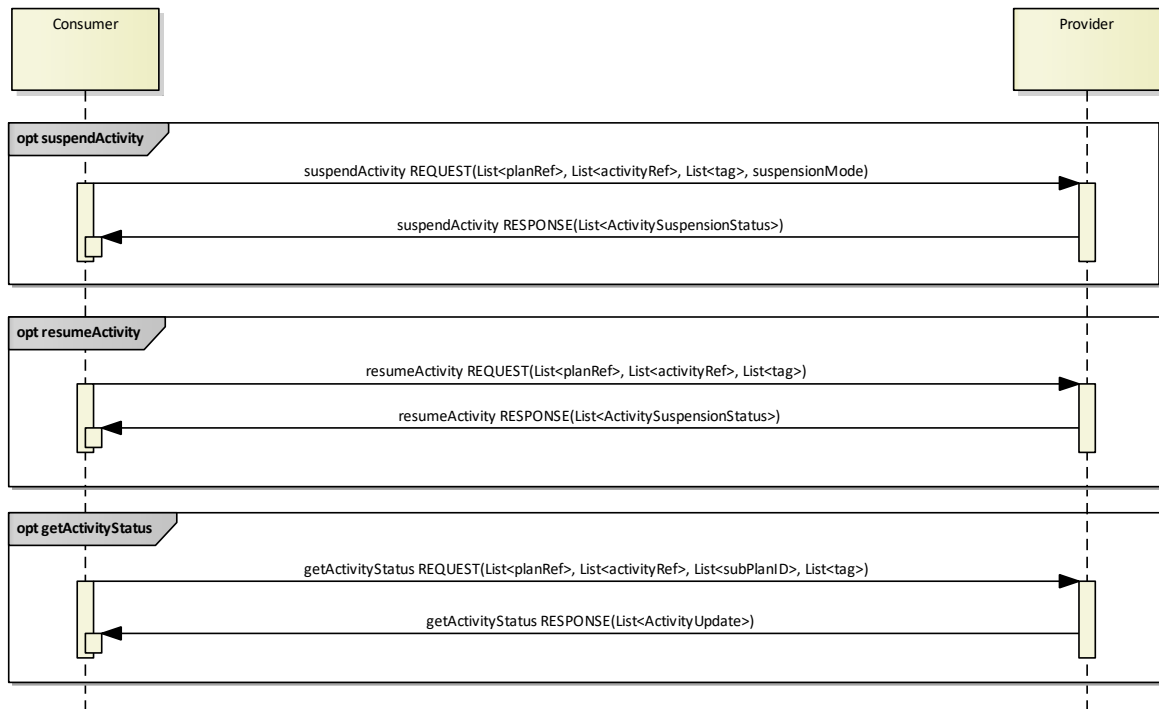 Consumer
Provider
opt suspendActivity
suspendActivity REQUEST(List<planRef>, List<activityRef>, List<tag>, suspensionMode)
suspendActivity RESPONSE(List<ActivitySuspensionStatus>)
opt resumeActivity
resumeActivity REQUEST(List<planRef>, List<activityRef>, List<tag>)
resumeActivity RESPONSE(List<ActivitySuspensionStatus>)
opt getActivityStatus
getActivityStatus REQUEST(List<planRef>, List<activityRef>, List<subPlanID>, List<tag>)
getActivityStatus RESPONSE(List<ActivityUpdate>)